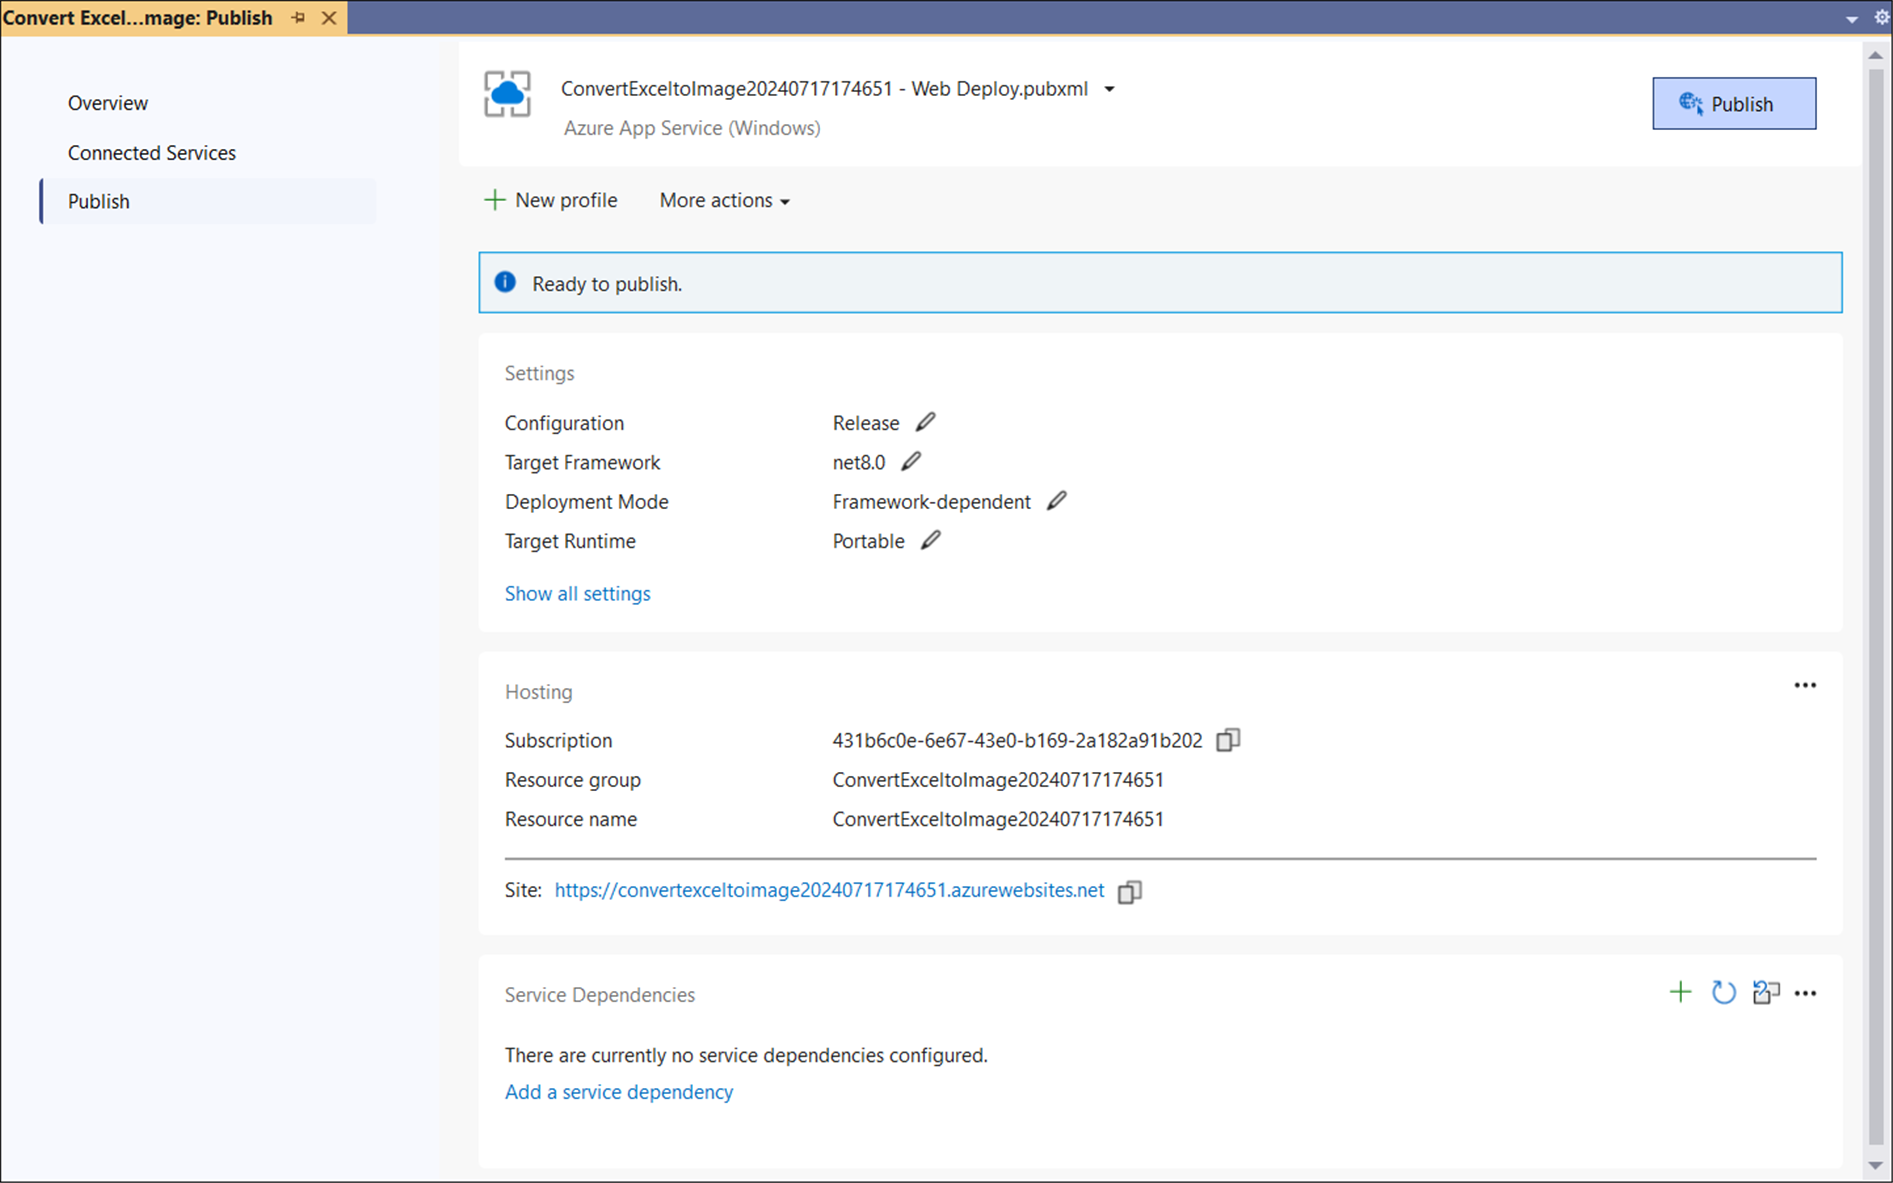 Convert Excel...mage: Publish
Overview
Connected Services
Publish
ConvertExceltoImage20240717174651 - Web Deploy.pubxml
Azure App Service (Windows)
Publish
New profile
More actions
Ready to publish.
Settings
Configuration Release
Target Framework net8.0
Deployment Mode Framework-dependent
Target Runtime Portable
Show all settings
Hosting
Subscription 431b6c0e-6e67-43e0-b169-2a182a91b202
Resource group ConvertExceltoImage20240717174651
Resource name ConvertExceltoImage20240717174651
Site: https://convertexceltoimage20240717174651.azurewebsites.net
Service Dependencies
There are currently no service dependencies configured.
Add a service dependency